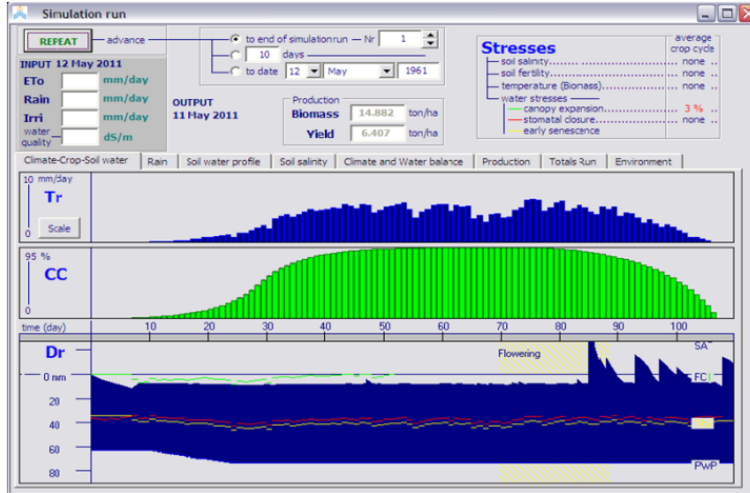 Simulation run
REPEAT
advance
to end of simulation run — Nr 1
10 days
to date 12 May 1961
INPUT 12 May 2011
ETo mm/day
Rain mm/day
Irri mm/day
water quality dS/m
OUTPUT
11 May 2011
Production
Biomass 14.882 ton/ha
Yield 6.407 ton/ha
Stresses
average
crop cycle
soil salinity none
soil fertility none
temperature (Biomass) none
water stresses
canopy expansion 3 %
stomatal closure none
early senescence
Climate-Crop-Soil water Rain Soil water profile Soil salinity Climate and Water balance Production Totals Run Environment
10 mm/day
Tr
0
Scale
95 %
CC
0
time (day) 10 20 30 40 50 60 70 80 90 100
Dr
Flowering
SA
0 mm
FC
20
40
60
PWP
80